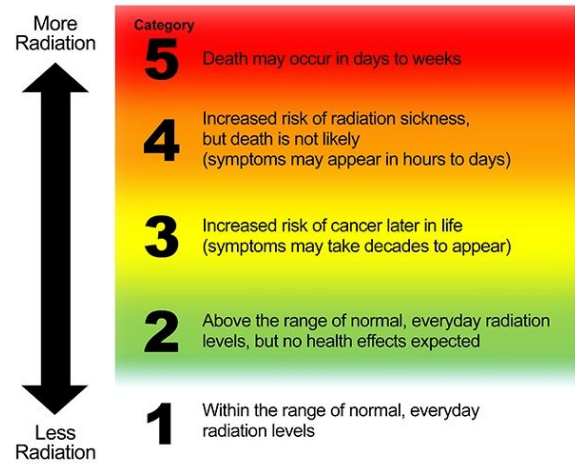 More
Radiation
Category
5
Death may occur in days to weeks
4
Increased risk of radiation sickness,
but death is not likely
(symptoms may appear in hours to days)
3
Increased risk of cancer later in life
(symptoms may take decades to appear)
2
Above the range of normal, everyday radiation
levels, but no health effects expected
1
Within the range of normal, everyday
radiation levels
Less
Radiation